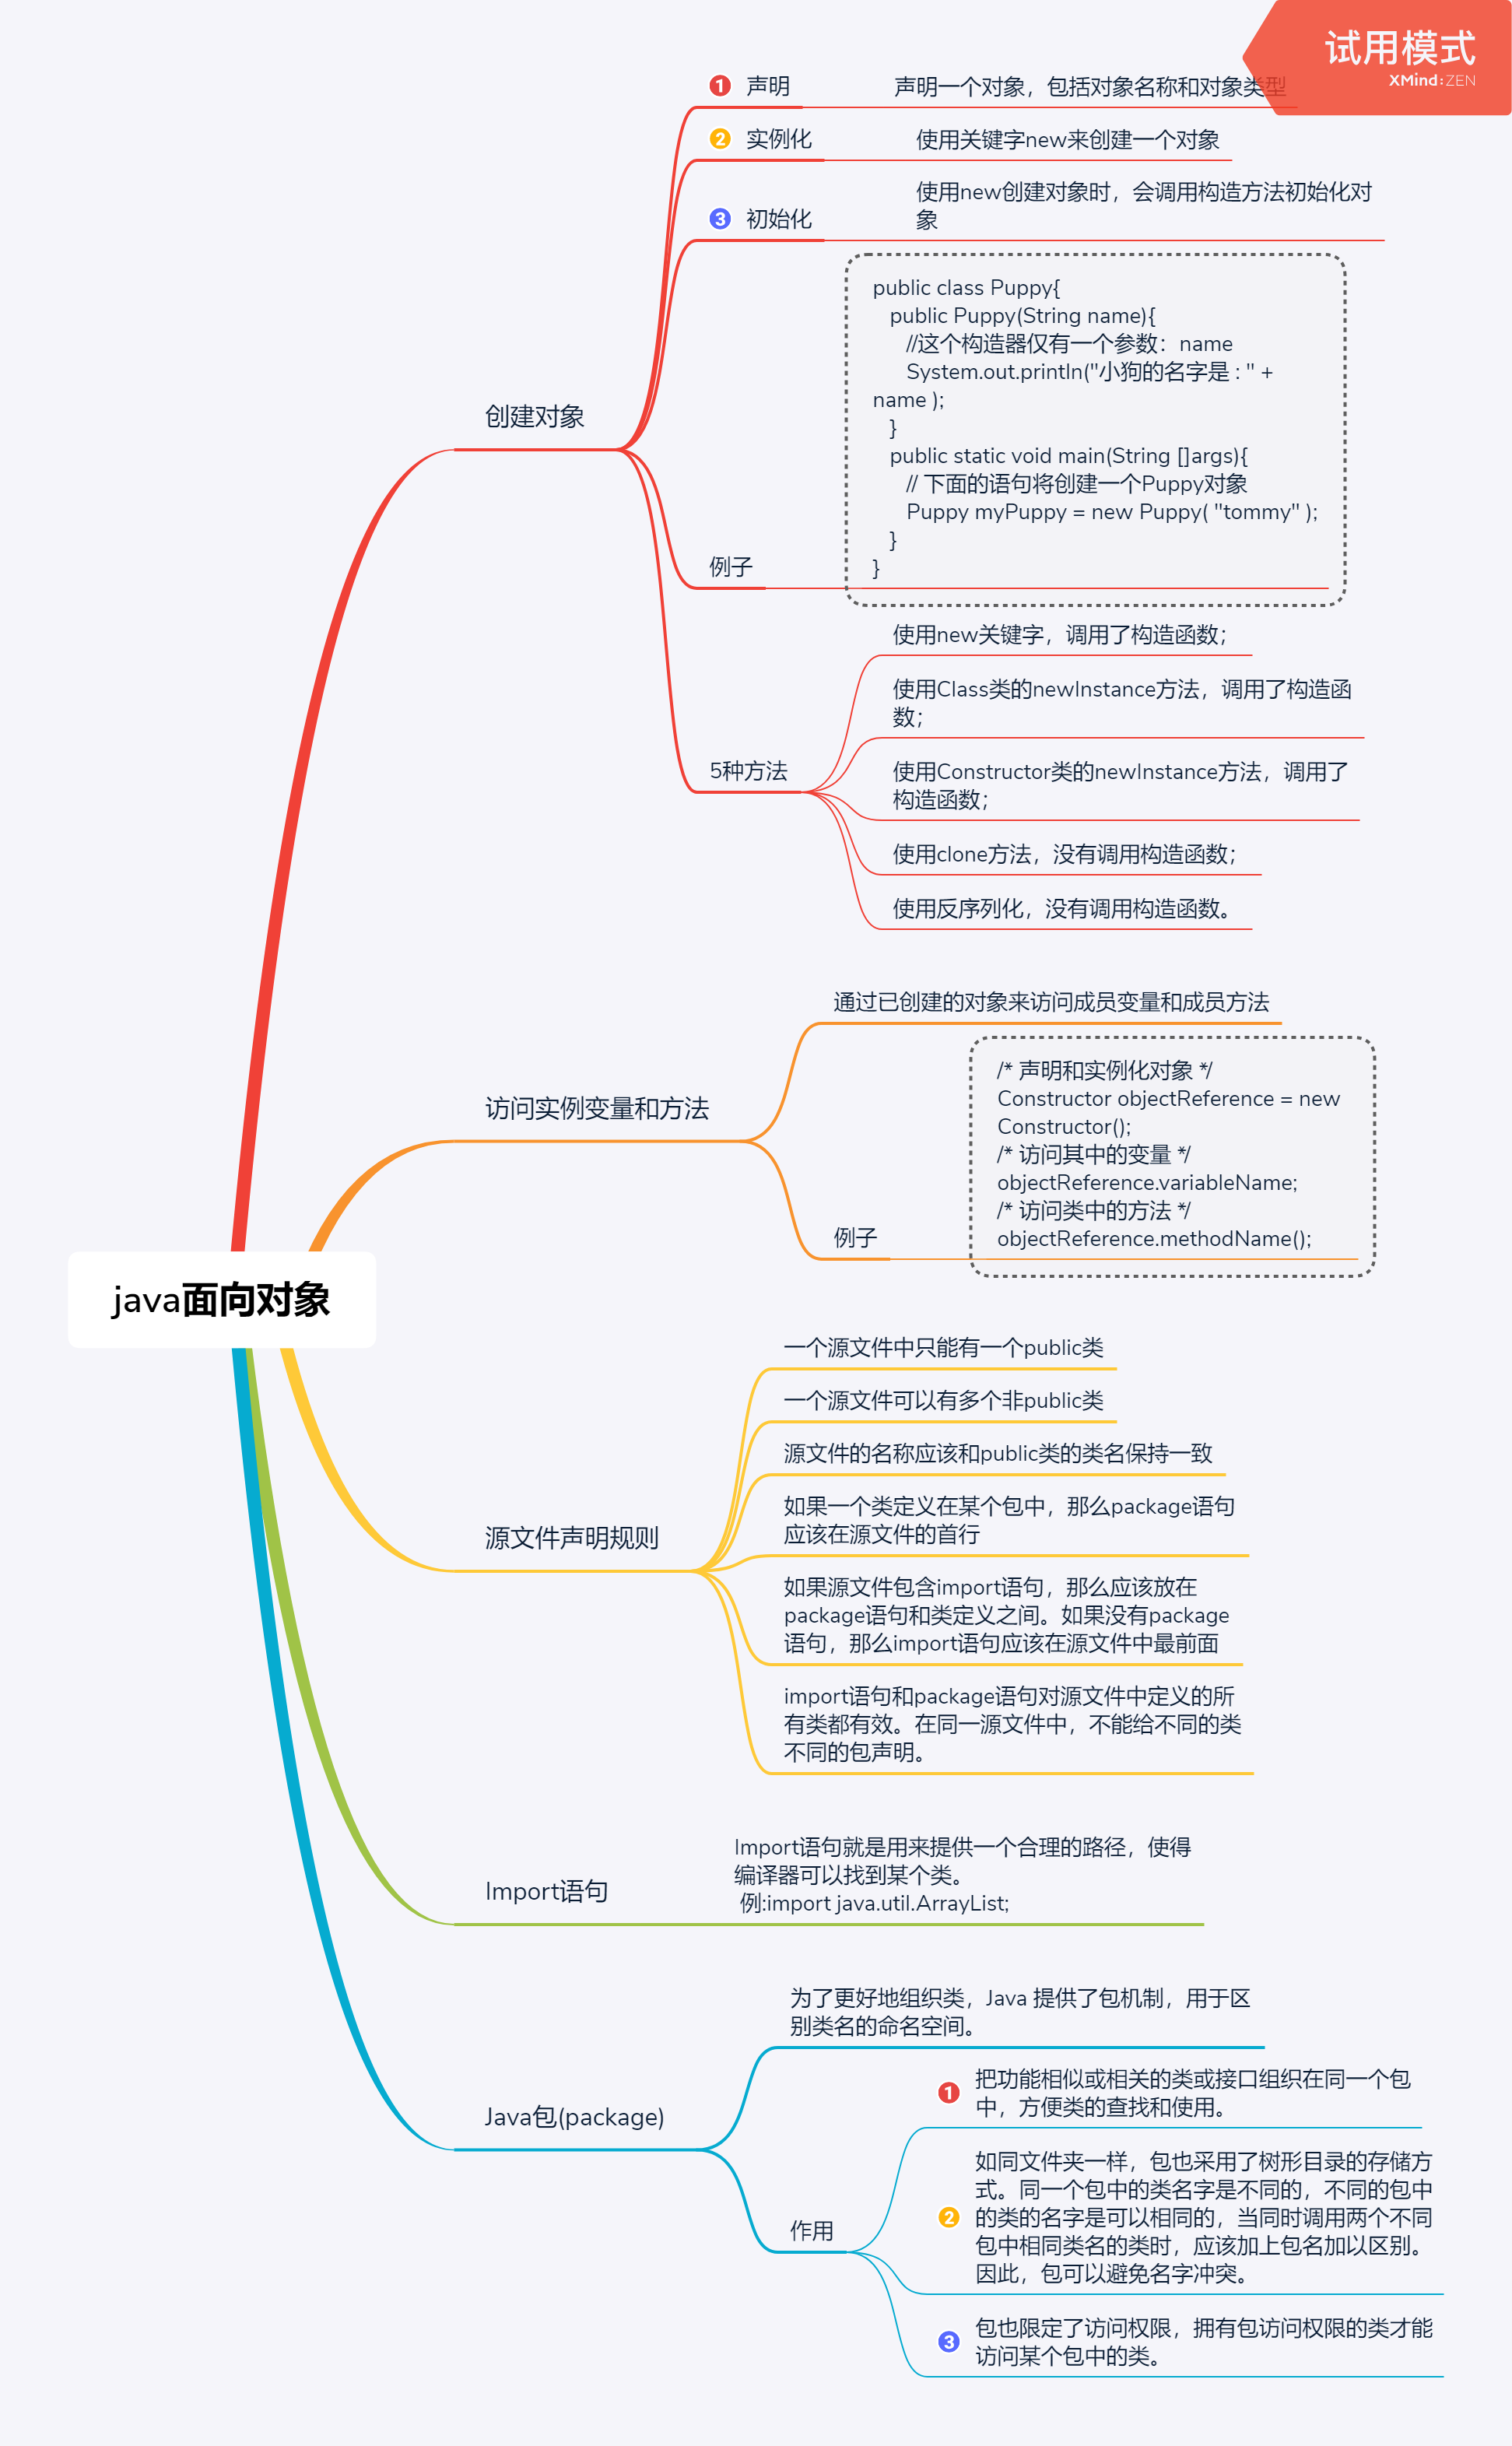 试用模式
XMind:ZEN
java面向对象
创建对象
1 声明
声明一个对象，包括对象名称和对象类型
2 实例化
使用关键字new来创建一个对象
3 初始化
使用new创建对象时，会调用构造方法初始化对
象
例子
public class Puppy{
public Puppy(String name){
//这个构造器仅有一个参数：name
System.out.println("小狗的名字是 : " +
name );
}
public static void main(String []args){
// 下面的语句将创建一个Puppy对象
Puppy myPuppy = new Puppy( "tommy" );
}
}
5种方法
使用new关键字，调用了构造函数；
使用Class类的newInstance方法，调用了构造函
数；
使用Constructor类的newInstance方法，调用了
构造函数；
使用clone方法，没有调用构造函数；
使用反序列化，没有调用构造函数。
访问实例变量和方法
通过已创建的对象来访问成员变量和成员方法
例子
/* 声明和实例化对象 */
Constructor objectReference = new
Constructor();
/* 访问其中的变量 */
objectReference.variableName;
/* 访问类中的方法 */
objectReference.methodName();
源文件声明规则
一个源文件中只能有一个public类
一个源文件可以有多个非public类
源文件的名称应该和public类的类名保持一致
如果一个类定义在某个包中，那么package语句
应该在源文件的首行
如果源文件包含import语句，那么应该放在
package语句和类定义之间。如果没有package
语句，那么import语句应该在源文件中最前面
import语句和package语句对源文件中定义的所
有类都有效。在同一源文件中，不能给不同的类
不同的包声明。
Import语句
Import语句就是用来提供一个合理的路径，使得
编译器可以找到某个类。
例:import java.util.ArrayList;
Java包(package)
为了更好地组织类，Java 提供了包机制，用于区
别类名的命名空间。
作用
1 把功能相似或相关的类或接口组织在同一个包
中，方便类的查找和使用。
2 如同文件夹一样，包也采用了树形目录的存储方
式。同一个包中的类名字是不同的，不同的包中
的类的名字是可以相同的，当同时调用两个不同
包中相同类名的类时，应该加上包名加以区别。
因此，包可以避免名字冲突。
3 包也限定了访问权限，拥有包访问权限的类才能
访问某个包中的类。